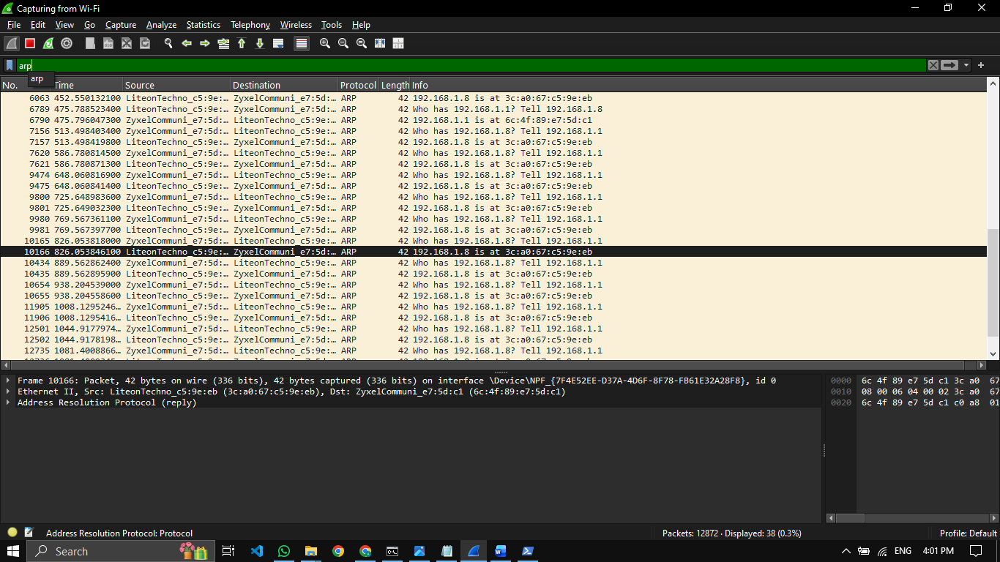 Capturing from Wi-Fi
File Edit View Go Capture Analyze Statistics Telephony Wireless Tools Help
arp
arp
No. Time Source Destination Protocol Length Info
6063 452.550132100 LiteonTechno_c5:9e:… ZyxelCommuni_e7:5d:… ARP 42 192.168.1.8 is at 3c:a0:67:c5:9e:eb
6789 475.788523400 LiteonTechno_c5:9e:… ZyxelCommuni_e7:5d:… ARP 42 Who has 192.168.1.1? Tell 192.168.1.8
6790 475.796047300 ZyxelCommuni_e7:5d:… LiteonTechno_c5:9e:… ARP 42 192.168.1.1 is at 6c:4f:89:e7:5d:c1
7156 513.498403400 ZyxelCommuni_e7:5d:… LiteonTechno_c5:9e:… ARP 42 Who has 192.168.1.8? Tell 192.168.1.1
7157 513.498419800 LiteonTechno_c5:9e:… ZyxelCommuni_e7:5d:… ARP 42 192.168.1.8 is at 3c:a0:67:c5:9e:eb
7620 586.780814500 ZyxelCommuni_e7:5d:… LiteonTechno_c5:9e:… ARP 42 Who has 192.168.1.8? Tell 192.168.1.1
7621 586.780871300 LiteonTechno_c5:9e:… ZyxelCommuni_e7:5d:… ARP 42 192.168.1.8 is at 3c:a0:67:c5:9e:eb
9474 648.060816900 ZyxelCommuni_e7:5d:… LiteonTechno_c5:9e:… ARP 42 Who has 192.168.1.8? Tell 192.168.1.1
9475 648.060841400 LiteonTechno_c5:9e:… ZyxelCommuni_e7:5d:… ARP 42 192.168.1.8 is at 3c:a0:67:c5:9e:eb
9800 725.648983600 ZyxelCommuni_e7:5d:… LiteonTechno_c5:9e:… ARP 42 Who has 192.168.1.8? Tell 192.168.1.1
9801 725.649032300 LiteonTechno_c5:9e:… ZyxelCommuni_e7:5d:… ARP 42 192.168.1.8 is at 3c:a0:67:c5:9e:eb
9980 769.567361100 ZyxelCommuni_e7:5d:… LiteonTechno_c5:9e:… ARP 42 Who has 192.168.1.8? Tell 192.168.1.1
9981 769.567397700 LiteonTechno_c5:9e:… ZyxelCommuni_e7:5d:… ARP 42 192.168.1.8 is at 3c:a0:67:c5:9e:eb
10165 826.053818000 ZyxelCommuni_e7:5d:… LiteonTechno_c5:9e:… ARP 42 Who has 192.168.1.8? Tell 192.168.1.1
10166 826.053846100 LiteonTechno_c5:9e:… ZyxelCommuni_e7:5d:… ARP 42 192.168.1.8 is at 3c:a0:67:c5:9e:eb
10434 889.562862400 ZyxelCommuni_e7:5d:… LiteonTechno_c5:9e:… ARP 42 Who has 192.168.1.8? Tell 192.168.1.1
10435 889.562895900 LiteonTechno_c5:9e:… ZyxelCommuni_e7:5d:… ARP 42 192.168.1.8 is at 3c:a0:67:c5:9e:eb
10654 938.204539000 ZyxelCommuni_e7:5d:… LiteonTechno_c5:9e:… ARP 42 Who has 192.168.1.8? Tell 192.168.1.1
10655 938.204558600 LiteonTechno_c5:9e:… ZyxelCommuni_e7:5d:… ARP 42 192.168.1.8 is at 3c:a0:67:c5:9e:eb
11905 1008.1295246… ZyxelCommuni_e7:5d:… LiteonTechno_c5:9e:… ARP 42 Who has 192.168.1.8? Tell 192.168.1.1
11906 1008.1295416… LiteonTechno_c5:9e:… ZyxelCommuni_e7:5d:… ARP 42 192.168.1.8 is at 3c:a0:67:c5:9e:eb
12501 1044.9177974… ZyxelCommuni_e7:5d:… LiteonTechno_c5:9e:… ARP 42 Who has 192.168.1.8? Tell 192.168.1.1
12502 1044.9178198… LiteonTechno_c5:9e:… ZyxelCommuni_e7:5d:… ARP 42 192.168.1.8 is at 3c:a0:67:c5:9e:eb
12735 1081.4008866… ZyxelCommuni_e7:5d:… LiteonTechno_c5:9e:… ARP 42 Who has 192.168.1.8? Tell 192.168.1.1
Frame 10166: Packet, 42 bytes on wire (336 bits), 42 bytes captured (336 bits) on interface \Device\NPF_{7F4E52EE-D37A-4D6F-8F78-FB61E32A28F8}, id 0
Ethernet II, Src: LiteonTechno_c5:9e:eb (3c:a0:67:c5:9e:eb), Dst: ZyxelCommuni_e7:5d:c1 (6c:4f:89:e7:5d:c1)
Address Resolution Protocol (reply)
0000 6c 4f 89 e7 5d c1 3c a0 67
0010 08 00 06 04 00 02 3c a0 67
0020 6c 4f 89 e7 5d c1 c0 a8 01
Address Resolution Protocol: Protocol
Packets: 12872 · Displayed: 38 (0.3%)
Profile: Default
Search
ENG
4:01 PM